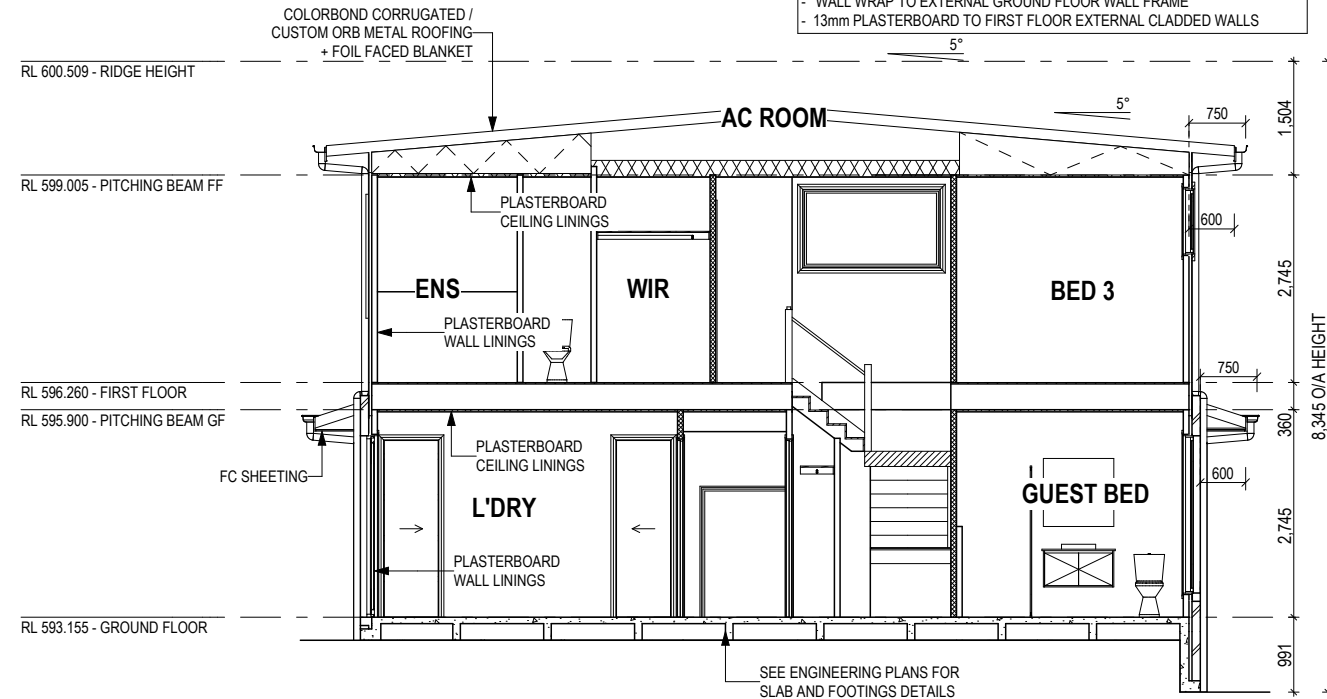 - WALL WRAP TO EXTERNAL GROUND FLOOR WALL FRAME
- 13mm PLASTERBOARD TO FIRST FLOOR EXTERNAL CLADDED WALLS
COLORBOND CORRUGATED /
CUSTOM ORB METAL ROOFING
+ FOIL FACED BLANKET
5°
RL 600.509 - RIDGE HEIGHT
5°
750
1,504
AC ROOM
RL 599.005 - PITCHING BEAM FF
PLASTERBOARD
CEILING LININGS
600
ENS
WIR
BED 3
2,745
PLASTERBOARD
WALL LININGS
8,345 O/A HEIGHT
750
RL 596.260 - FIRST FLOOR
RL 595.900 - PITCHING BEAM GF
360
PLASTERBOARD
CEILING LININGS
FC SHEETING
600
L'DRY
GUEST BED
2,745
PLASTERBOARD
WALL LININGS
RL 593.155 - GROUND FLOOR
991
SEE ENGINEERING PLANS FOR
SLAB AND FOOTINGS DETAILS